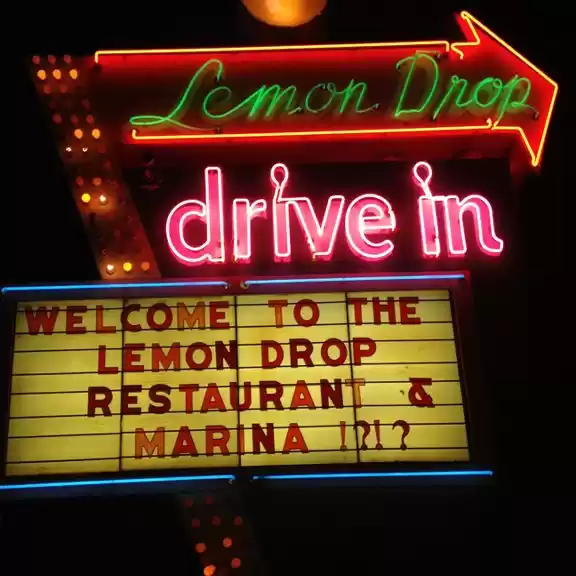 Lemon Drop
drive in
WELCOME TO THE
LEMON DROP
RESTAURANT &
MARINA !?!?